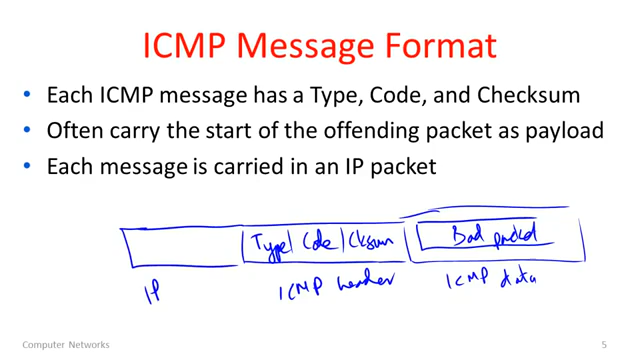 ICMP Message Format
• Each ICMP message has a Type, Code, and Checksum
• Often carry the start of the offending packet as payload
• Each message is carried in an IP packet
Type Code Cksum Bad packet
IP ICMP header ICMP data
Computer Networks 5